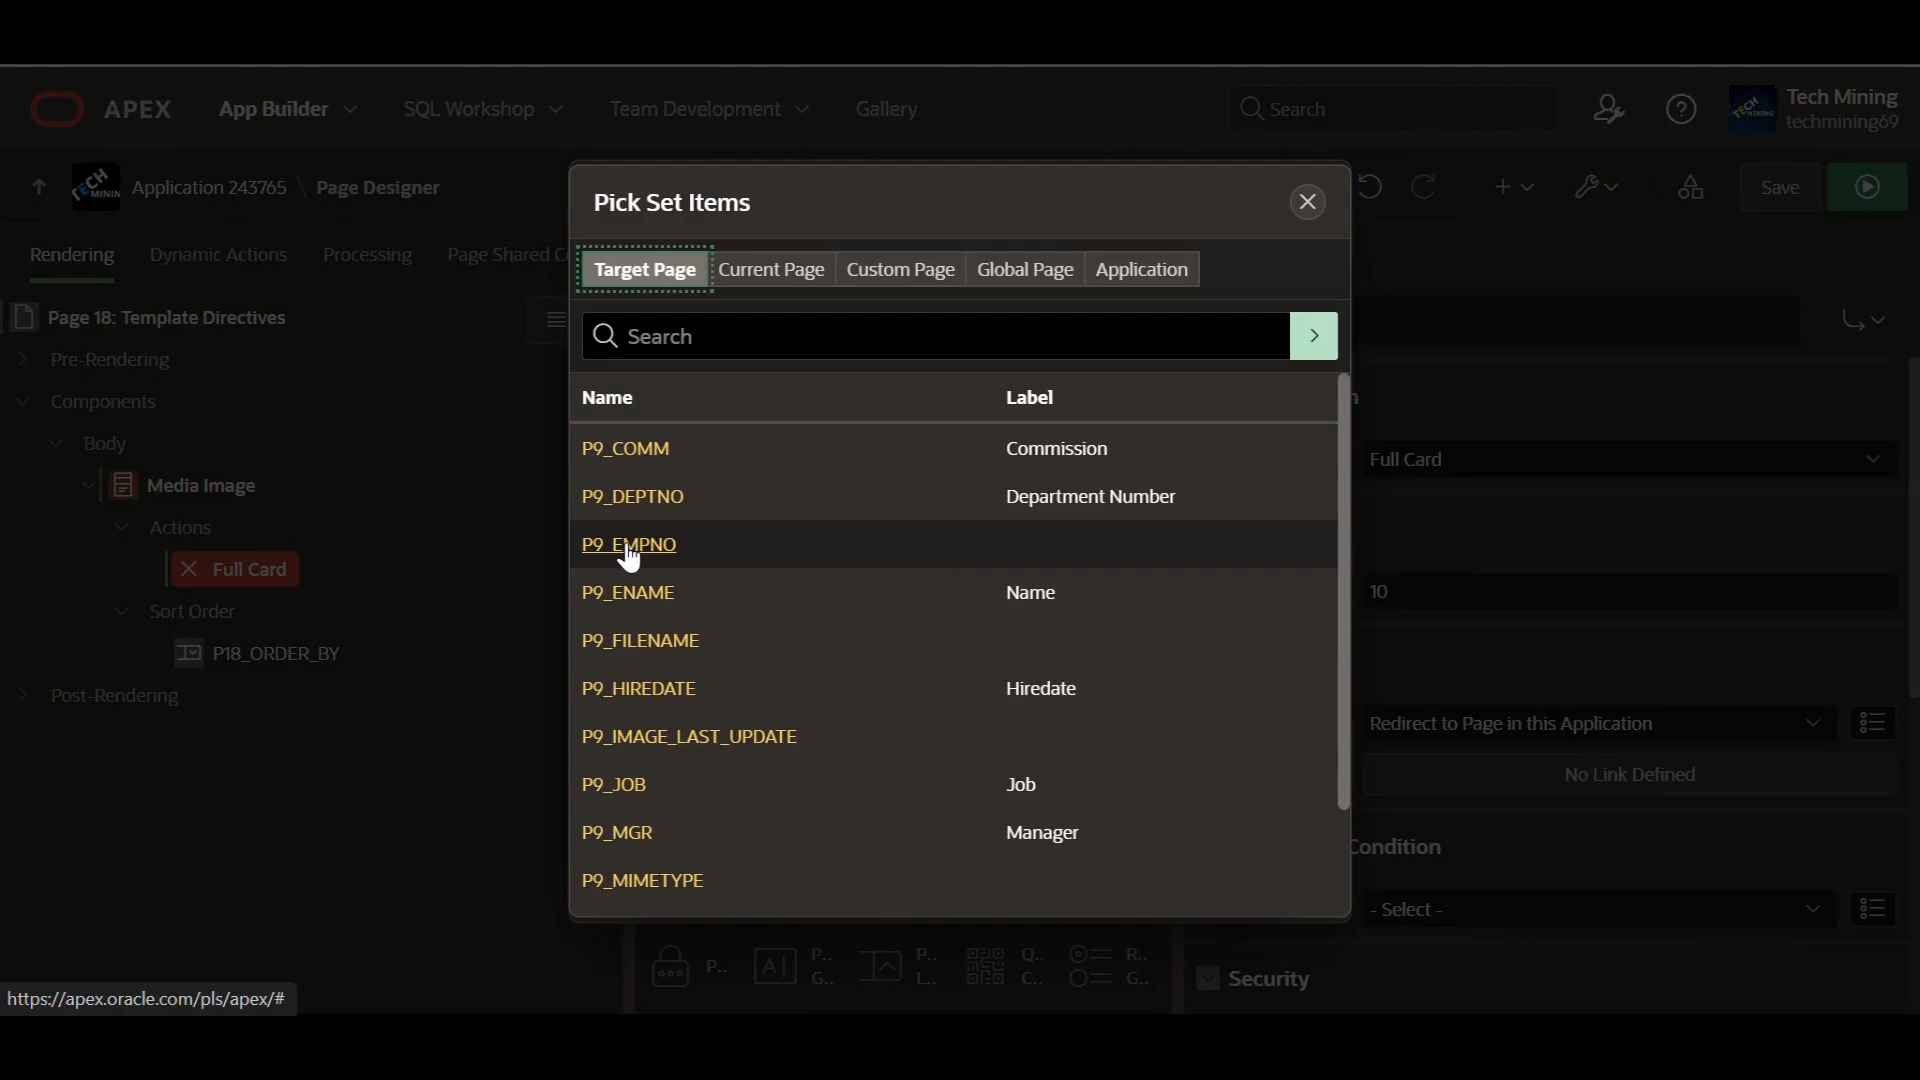 APEX
App Builder
SQL Workshop
Team Development
Gallery
Search
Tech Mining
techmining69
Application 243765 \ Page Designer
Save
Rendering
Dynamic Actions
Processing
Page Shared Co
Page 18: Template Directives
Pre-Rendering
Components
Body
Media Image
Actions
Full Card
Sort Order
P18_ORDER_BY
Post-Rendering
Pick Set Items
Target Page
Current Page
Custom Page
Global Page
Application
Search
Name
Label
P9_COMM
Commission
P9_DEPTNO
Department Number
P9_EMPNO
P9_ENAME
Name
P9_FILENAME
P9_HIREDATE
Hiredate
P9_IMAGE_LAST_UPDATE
P9_JOB
Job
P9_MGR
Manager
P9_MIMETYPE
n
Full Card
10
Redirect to Page in this Application
No Link Defined
Condition
- Select -
Security
P..
P..
G..
P..
L..
Q..
C..
R..
G..
https://apex.oracle.com/pls/apex/#